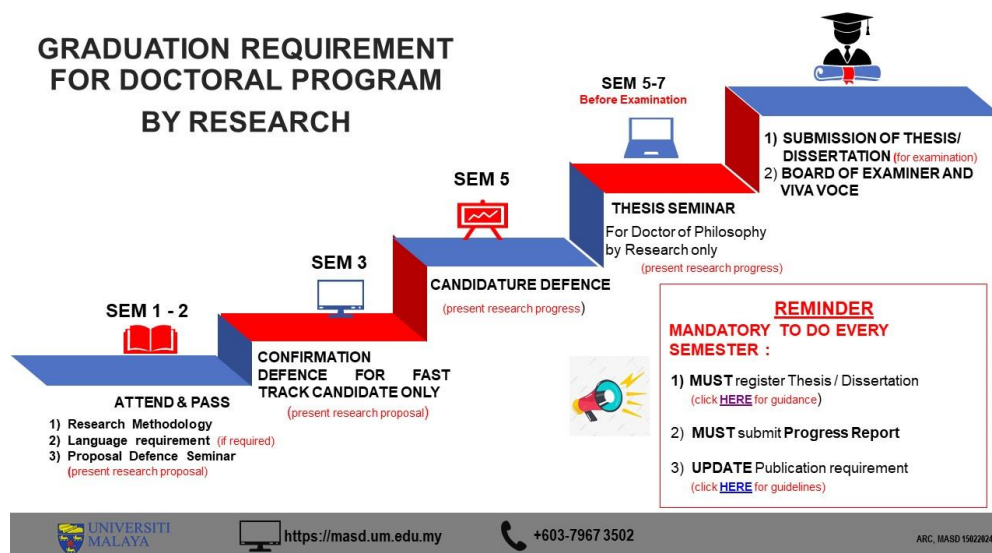 GRADUATION REQUIREMENT
FOR DOCTORAL PROGRAM
BY RESEARCH
SEM 1 - 2
ATTEND & PASS
1) Research Methodology
2) Language requirement (if required)
3) Proposal Defence Seminar
(present research proposal)
SEM 3
CONFIRMATION
DEFENCE FOR FAST
TRACK CANDIDATE ONLY
(present research proposal)
SEM 5
CANDIDATURE DEFENCE
(present research progress)
SEM 5-7
Before Examination
THESIS SEMINAR
For Doctor of Philosophy
by Research only
(present research progress)
1) SUBMISSION OF THESIS/
DISSERTATION (for examination)
2) BOARD OF EXAMINER AND
VIVA VOCE
REMINDER
MANDATORY TO DO EVERY
SEMESTER :
1) MUST register Thesis / Dissertation
(click HERE for guidance)
2) MUST submit Progress Report
3) UPDATE Publication requirement
(click HERE for guidelines)
UNIVERSITI
MALAYA
https://masd.um.edu.my
+603-7967 3502
ARC, MASD 15022024